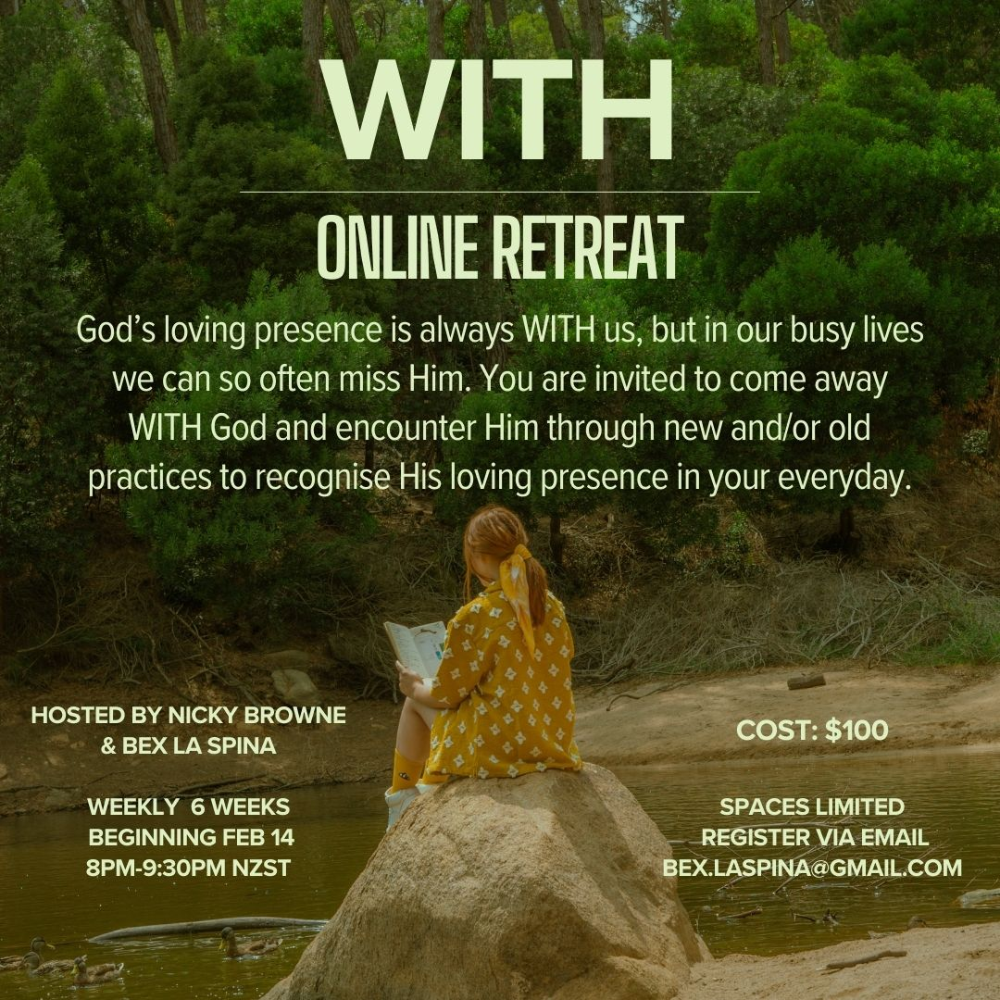 WITH
ONLINE RETREAT
God's loving presence is always WITH us, but in our busy lives
we can so often miss Him. You are invited to come away
WITH God and encounter Him through new and/or old
practices to recognise His loving presence in your everyday.
HOSTED BY NICKY BROWNE
& BEX LA SPINA
WEEKLY 6 WEEKS
BEGINNING FEB 14
8PM-9:30PM NZST
COST: $100
SPACES LIMITED
REGISTER VIA EMAIL
BEX.LASPINA@GMAIL.COM